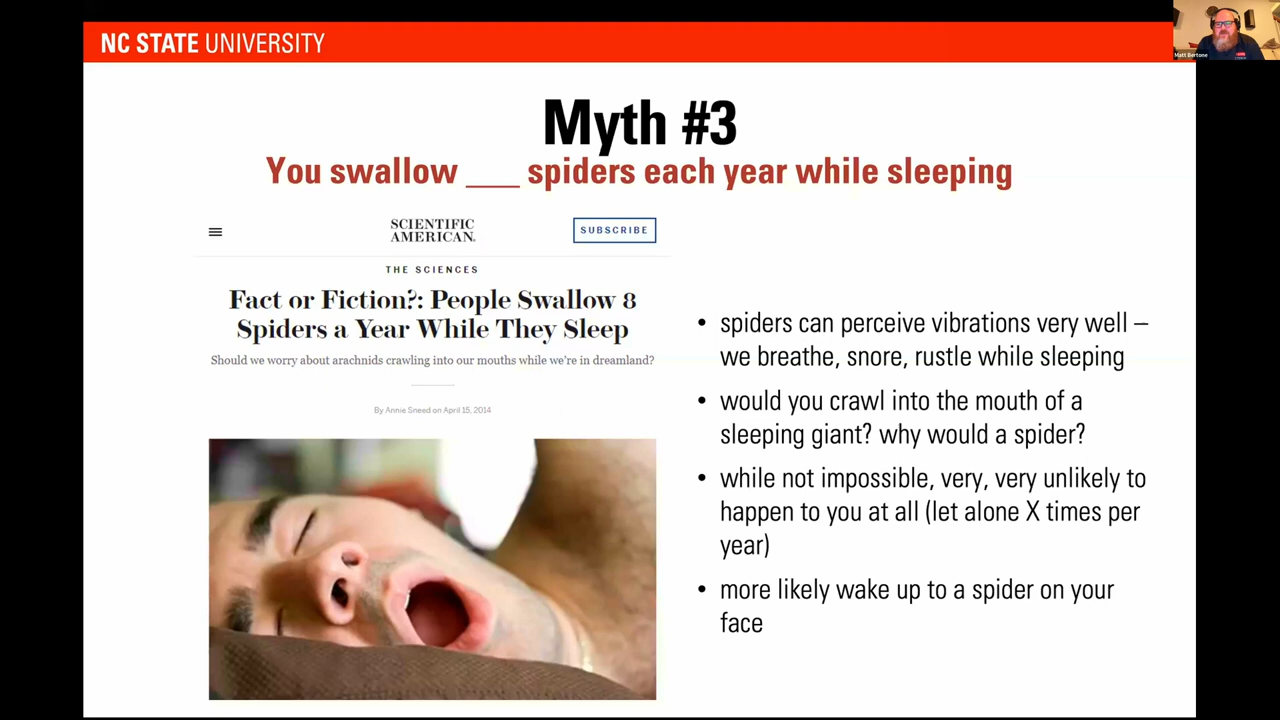 NC STATE UNIVERSITY
Matt Bertone
Myth #3
You swallow ___ spiders each year while sleeping
SCIENTIFIC
AMERICAN.
SUBSCRIBE
THE SCIENCES
Fact or Fiction?: People Swallow 8
Spiders a Year While They Sleep
Should we worry about arachnids crawling into our mouths while we're in dreamland?
By Annie Sneed on April 15, 2014
• spiders can perceive vibrations very well –
we breathe, snore, rustle while sleeping
• would you crawl into the mouth of a
sleeping giant? why would a spider?
• while not impossible, very, very unlikely to
happen to you at all (let alone X times per
year)
• more likely wake up to a spider on your
face